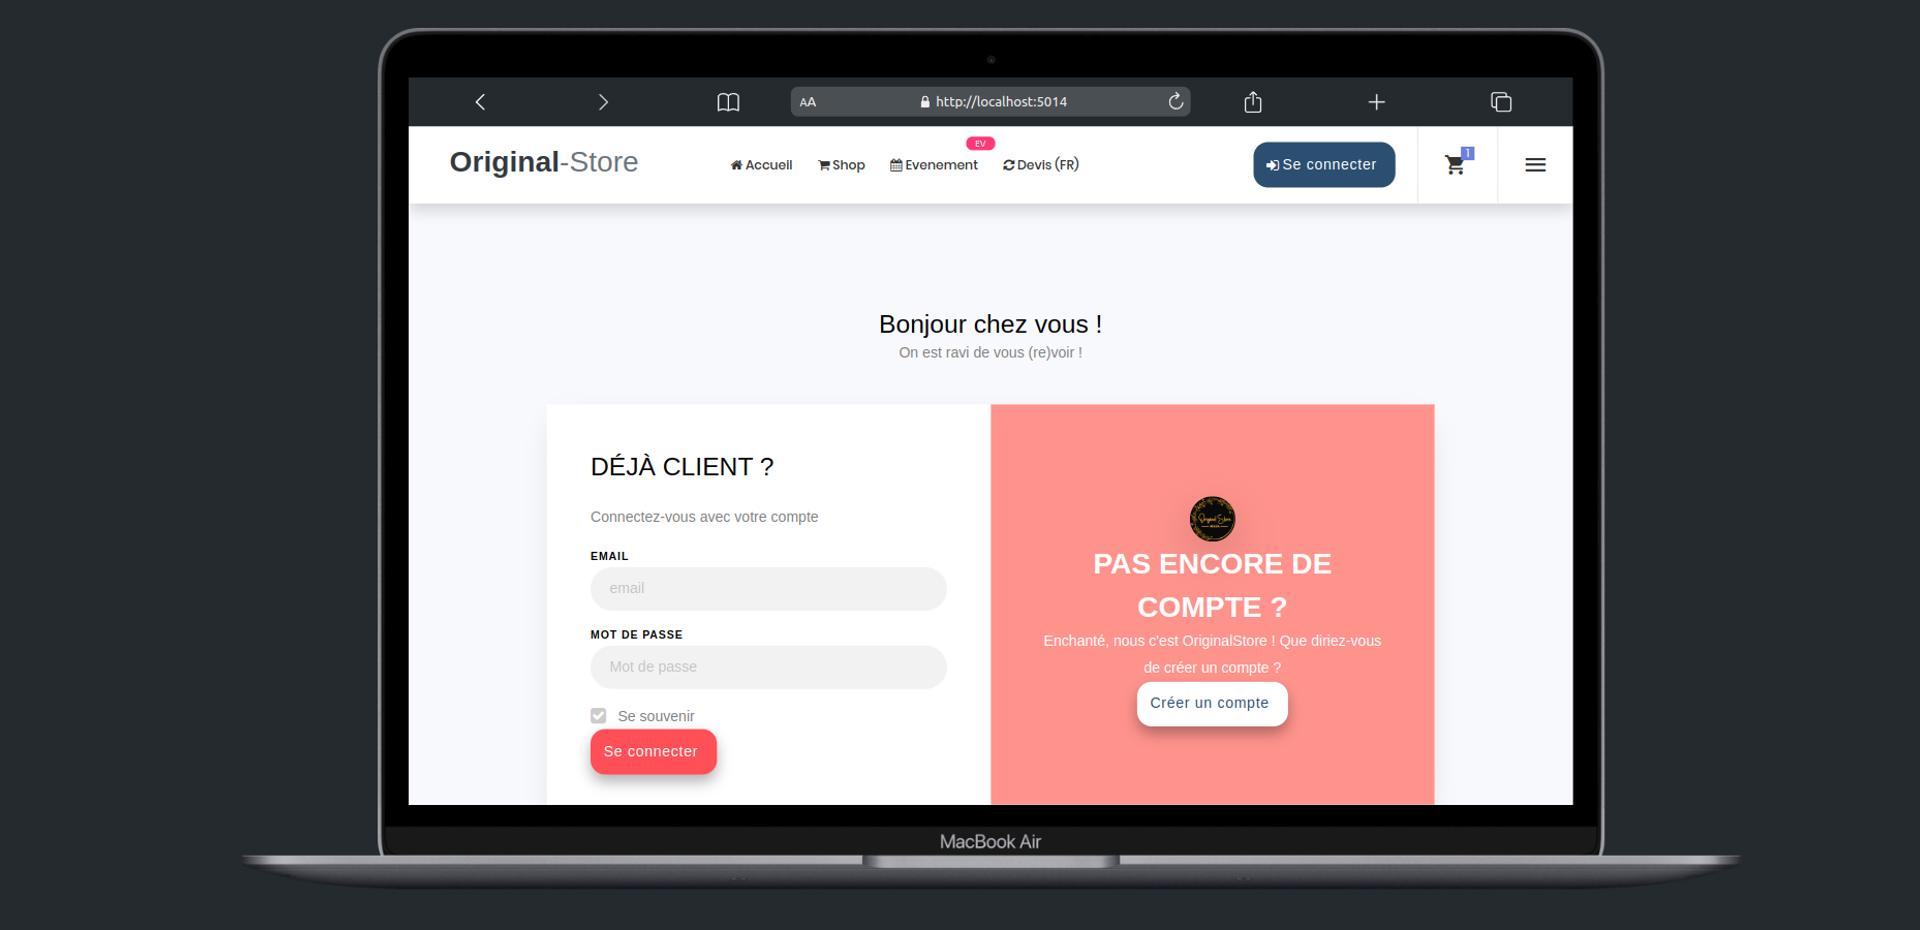 AA http://localhost:5014
EV
Original-Store Accueil Shop Evenement Devis (FR) Se connecter 1
Bonjour chez vous !
On est ravi de vous (re)voir !
DÉJÀ CLIENT ?
Connectez-vous avec votre compte
EMAIL
email
MOT DE PASSE
Mot de passe
Se souvenir
Se connecter
Original Store
PAS ENCORE DE
COMPTE ?
Enchanté, nous c'est OriginalStore ! Que diriez-vous
de créer un compte ?
Créer un compte
MacBook Air